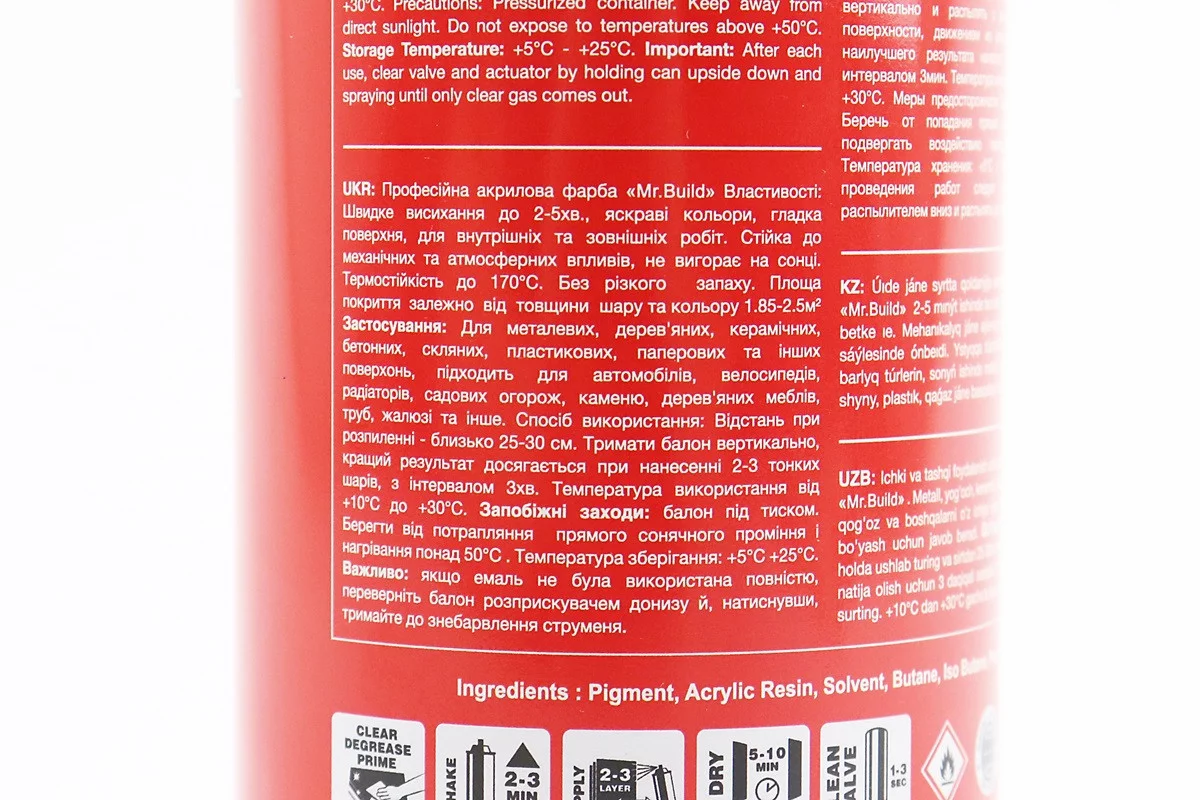 +30°C. Precautions: Pressurized container. Keep away from
direct sunlight. Do not expose to temperatures above +50°C.
Storage Temperature: +5°C - +25°C. Important: After each
use, clear valve and actuator by holding can upside down and
spraying until only clear gas comes out.
UKR: Професійна акрилова фарба «Mr.Build» Властивості:
Швидке висихання до 2-5хв., яскраві кольори, гладка
поверхня, для внутрішніх та зовнішніх робіт. Стійка до
механічних та атмосферних впливів, не вигорає на сонці.
Термостійкість до 170°C. Без різкого запаху. Площа
покриття залежно від товщини шару та кольору 1.85-2.5м²
Застосування: Для металевих, дерев'яних, керамічних,
бетонних, скляних, пластикових, паперових та інших
поверхонь, підходить для автомобілів, велосипедів,
радіаторів, садових огорож, каменю, дерев'яних меблів,
труб, жалюзі та інше. Спосіб використання: Відстань при
розпиленні - близько 25-30 см. Тримати балон вертикально,
кращий результат досягається при нанесенні 2-3 тонких
шарів, з інтервалом 3хв. Температура використання від
+10°C до +30°C. Запобіжні заходи: балон під тиском.
Берегти від потрапляння прямого сонячного проміння і
нагрівання понад 50°C . Температура зберігання: +5°C +25°C.
Важливо: якщо емаль не була використана повністю,
переверніть балон розприскувачем донизу й, натиснувши,
тримайте до знебарвлення струменя.
вертикально и распылять
поверхности, движением
наилучшего результата
интервалом 3мин.
+30°C. Меры
Беречь от попадания
подвергать воздействию
Температура хранения:
проведения работ
распылителем вниз и
KZ: Úide jáne syrtta
«Mr.Build» 2-5 minýt ishinde
betke ıe. Mehanıkalyq jáne
sáýlesinde ónbeıdi.
barlyq túrlerin, sonyń ishinde
shyny, plastık, qaǵaz jáne
UZB: Ichki va tashqi
«Mr.Build» . Metall, yog'och,
qog'oz va boshqalarni o'z
bo'yash uchun javob beradi.
holda ushlab turing va
natija olish uchun 3 daqiqali
surting. +10°C dan +30°C
Ingredients : Pigment, Acrylic Resin, Solvent, Butane, Iso
CLEAR
DEGREASE
PRIME
2-3
MIN
2-3
LAYER
DRY
5-10
MIN
1-3
SEC